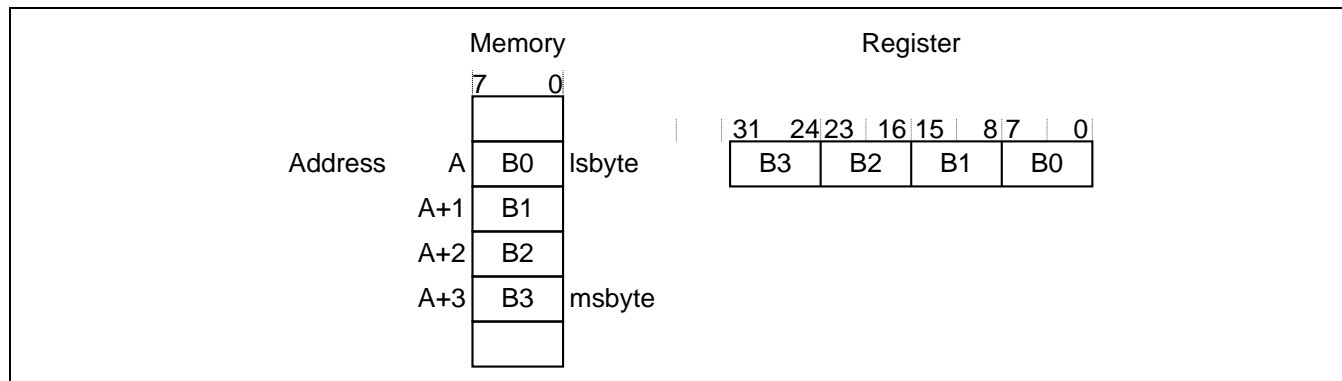 Memory Register
7 0
31 24 23 16 15 8 7 0
Address A B0 lsbyte B3 B2 B1 B0
A+1 B1
A+2 B2
A+3 B3 msbyte